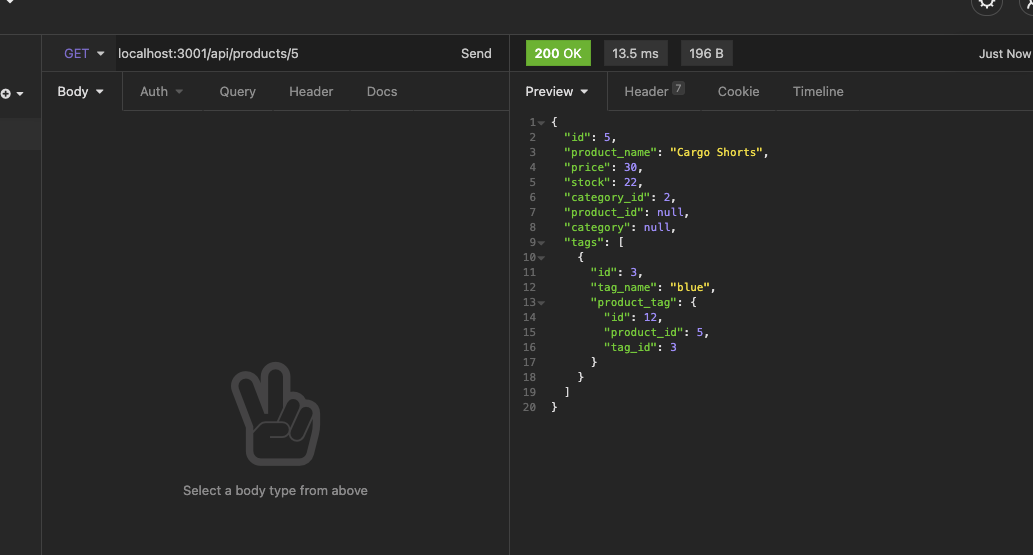 GET localhost:3001/api/products/5 Send
200 OK 13.5 ms 196 B Just Now
Body Auth Query Header Docs
Preview Header 7 Cookie Timeline
1 {
2 "id": 5,
3 "product_name": "Cargo Shorts",
4 "price": 30,
5 "stock": 22,
6 "category_id": 2,
7 "product_id": null,
8 "category": null,
9 "tags": [
10 {
11 "id": 3,
12 "tag_name": "blue",
13 "product_tag": {
14 "id": 12,
15 "product_id": 5,
16 "tag_id": 3
17 }
18 }
19 ]
20 }
Select a body type from above